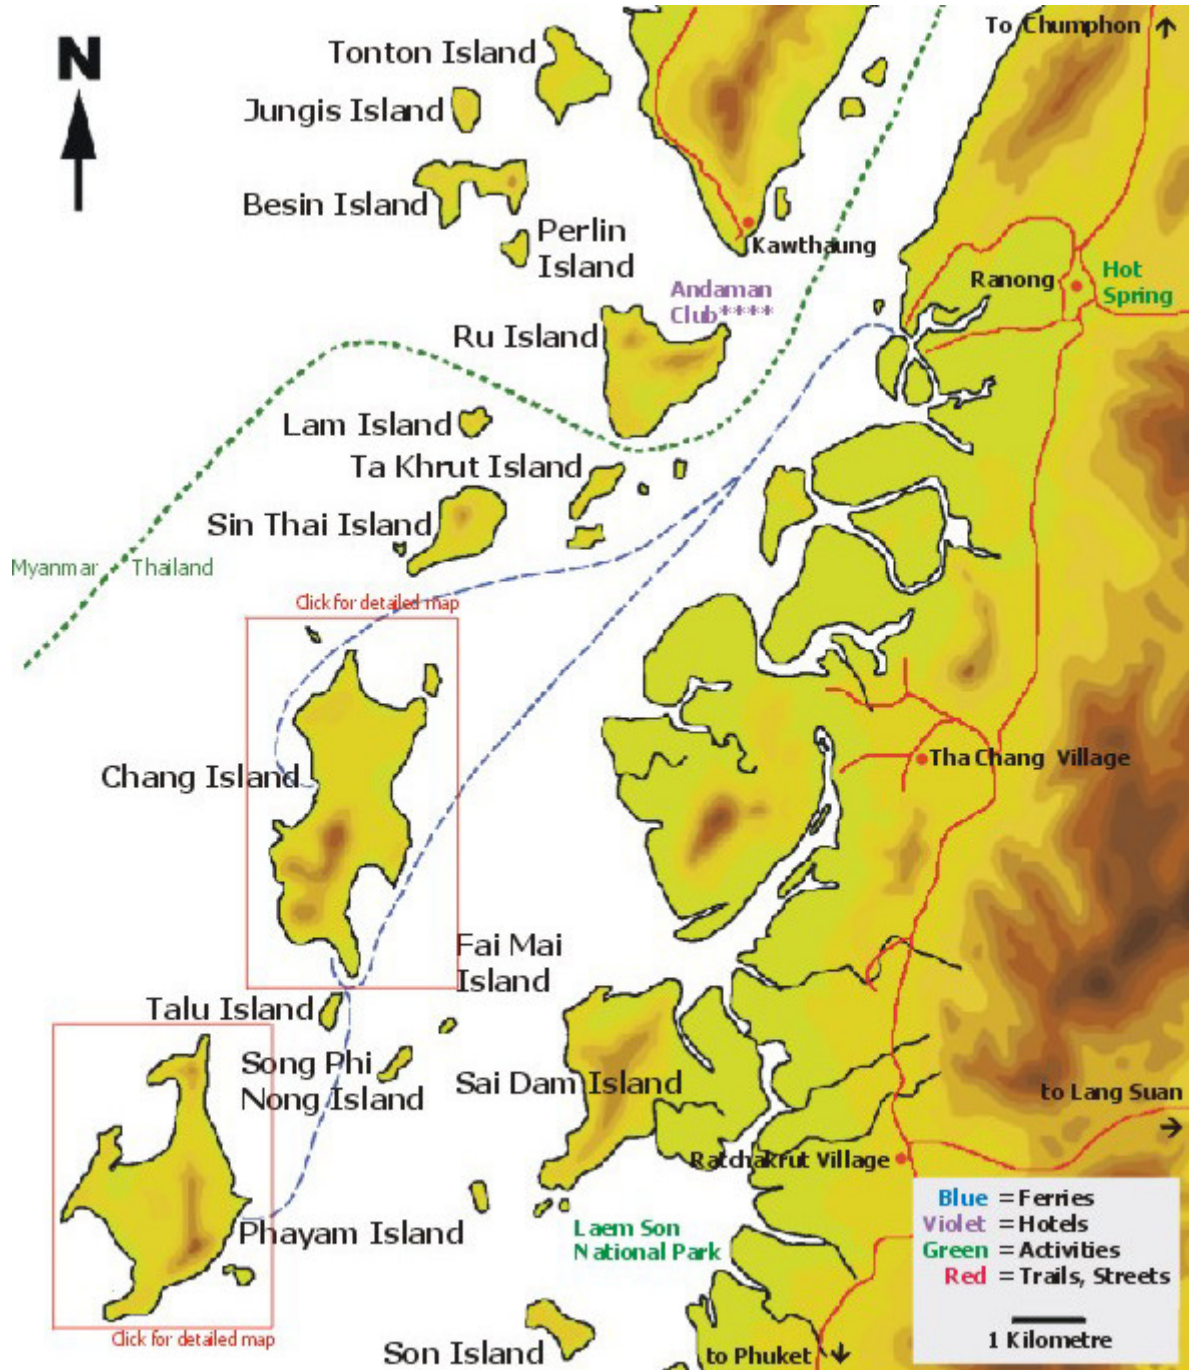 To Chumphon
N
Tonton Island
Jungis Island
Besin Island
Perlin
Island
Kawthaung
Ranong
Hot
Spring
Andaman
Club****
Ru Island
Lam Island
Ta Khrut Island
Sin Thai Island
Myanmar Thailand
Click for detailed map
Chang Island
Tha Chang Village
Fai Mai
Island
Talu Island
Song Phi
Nong Island
Sai Dam Island
to Lang Suan
Ratchakrut Village
Phayam Island
Laem Son
National Park
Blue = Ferries
Violet = Hotels
Green = Activities
Red = Trails, Streets
1 Kilometre
Click for detailed map
Son Island
to Phuket